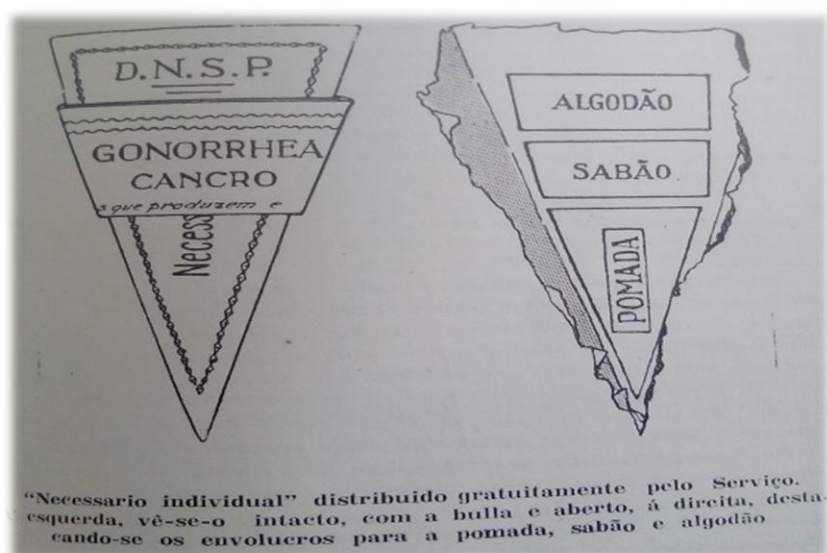 D.N.S.P.
GONORRHEA
CANCRO
s que produzem e
Necess
ALGODÃO
SABÃO
POMADA
"Necessario individual" distribuido gratuitamente pelo Serviço.
esquerda, vê-se-o intacto, com a bulla e aberto, á direita, desta-
cando-se os envolucros para a pomada, sabão e algodão